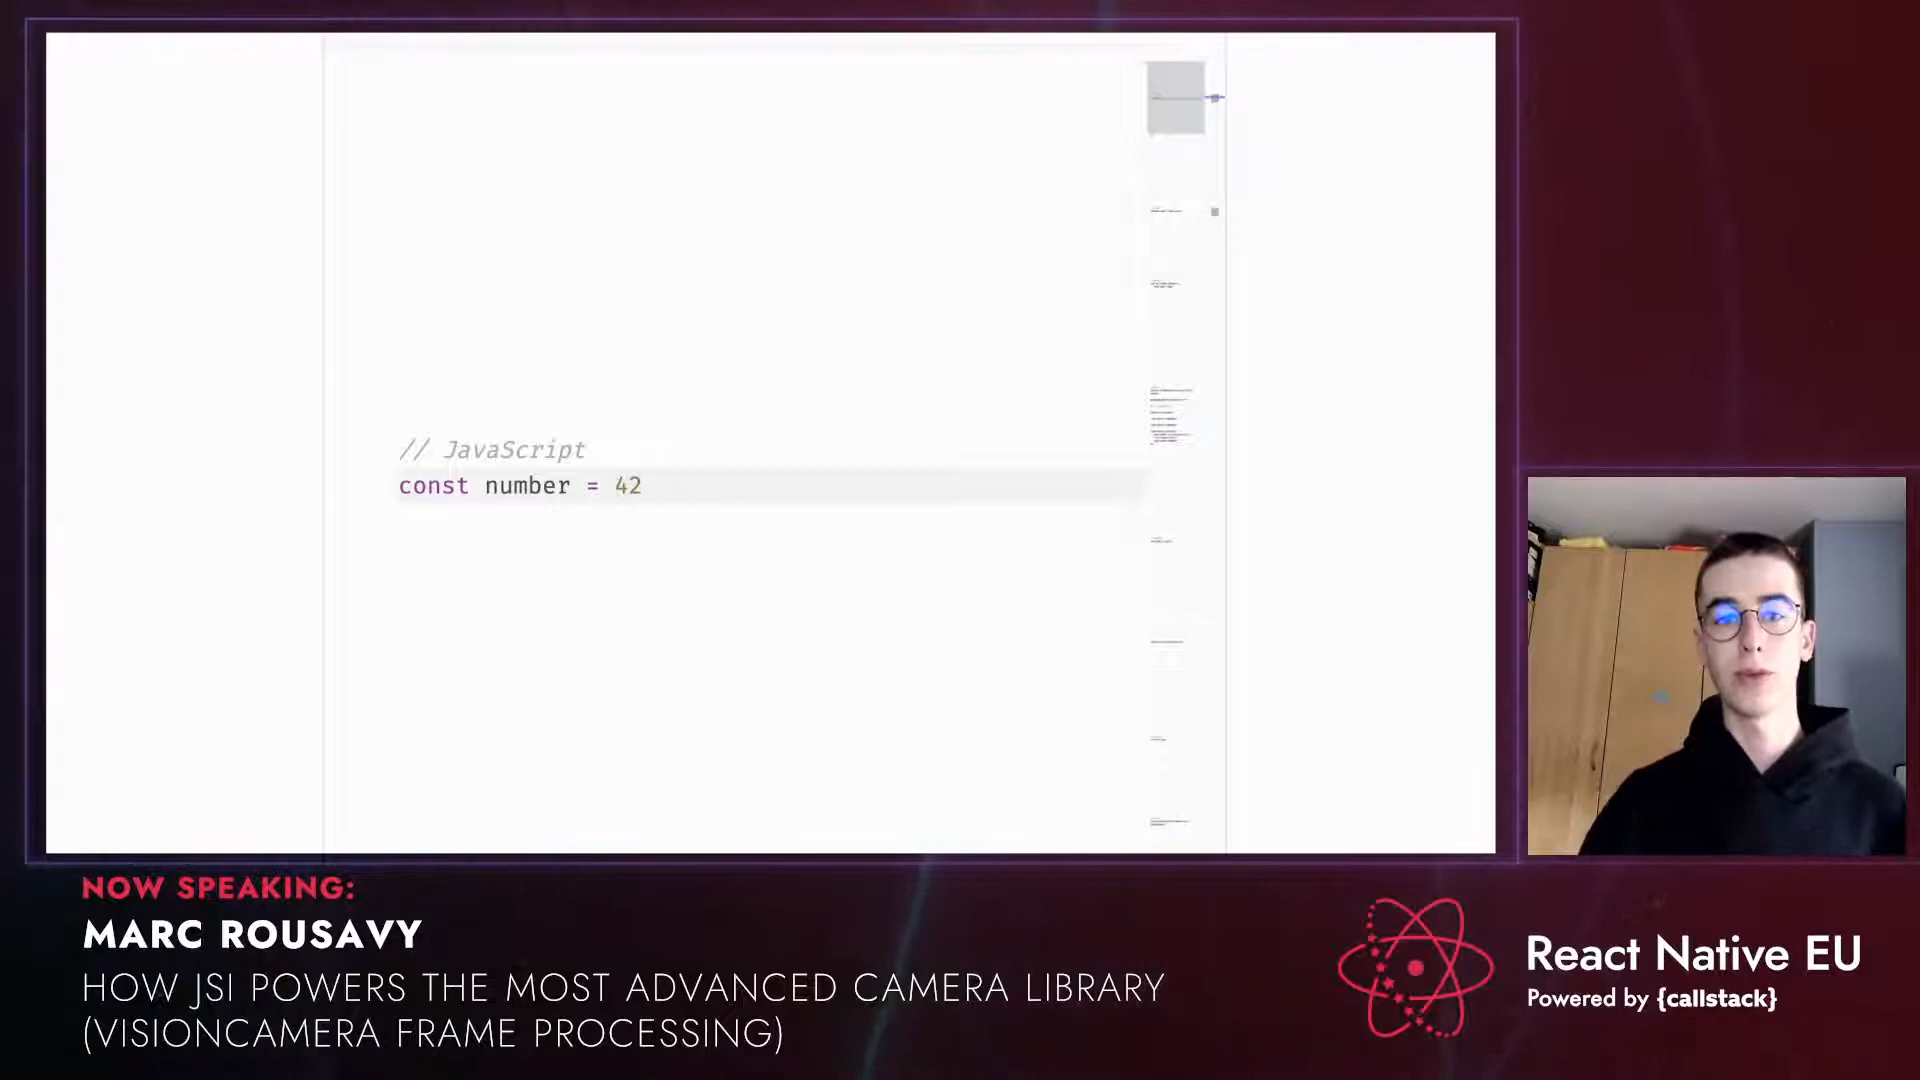 // JavaScript
const number = 42
NOW SPEAKING:
MARC ROUSAVY
HOW JSI POWERS THE MOST ADVANCED CAMERA LIBRARY
(VISIONCAMERA FRAME PROCESSING)
React Native EU
Powered by {callstack}